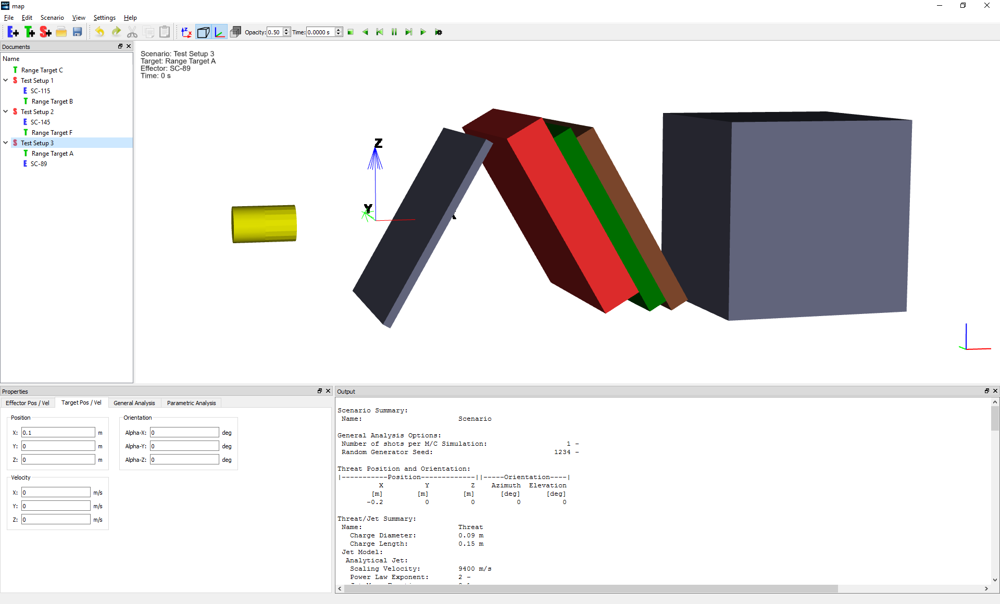 map
File Edit Scenario View Settings Help
E+ T+ S+ Opacity: 0.50 Time: 0.0000 s
Documents
Name
T Range Target C
S Test Setup 1
E SC-115
T Range Target B
S Test Setup 2
E SC-145
T Range Target F
S Test Setup 3
T Range Target A
E SC-89
Scenario: Test Setup 3
Target: Range Target A
Effector: SC-89
Time: 0 s
Z
Y
Properties
Effector Pos / Vel Target Pos / Vel General Analysis Parametric Analysis
Position Orientation
X: 0.1 m Alpha-X: 0 deg
Y: 0 m Alpha-Y: 0 deg
Z: 0 m Alpha-Z: 0 deg
Velocity
X: 0 m/s
Y: 0 m/s
Z: 0 m/s
Output
Scenario Summary:
Name: Scenario
General Analysis Options:
Number of shots per M/C Simulation: 1 -
Random Generator Seed: 1234 -
Threat Position and Orientation:
|-----------Position-------------||-----Orientation----|
X Y Z Azimuth Elevation
[m] [m] [m] [deg] [deg]
-0.2 0 0 0 0
Threat/Jet Summary:
Name: Threat
Charge Diameter: 0.09 m
Charge Length: 0.15 m
Jet Model:
Analytical Jet:
Scaling Velocity: 9400 m/s
Power Law Exponent: 2 -